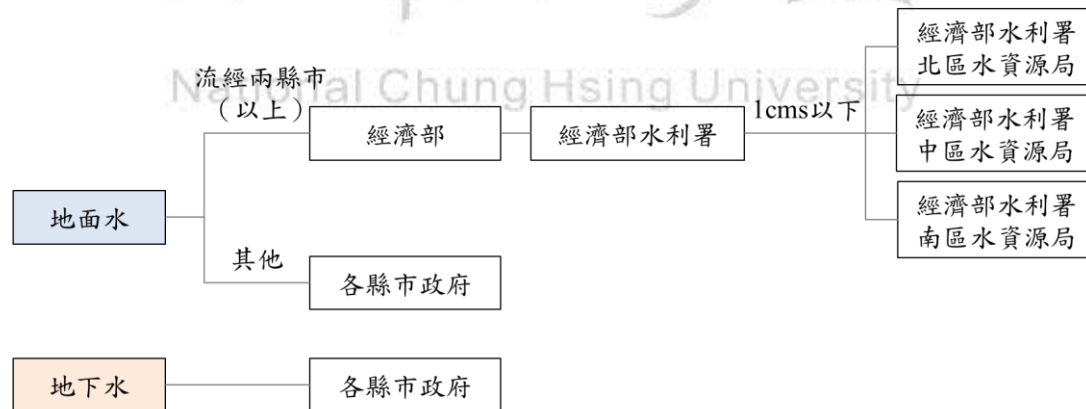 經濟部水利署
北區水資源局
流經兩縣市
（以上）
National Chung Hsing University
經濟部
經濟部水利署
1cms以下
經濟部水利署
中區水資源局
地面水
經濟部水利署
南區水資源局
其他
各縣市政府
地下水
各縣市政府